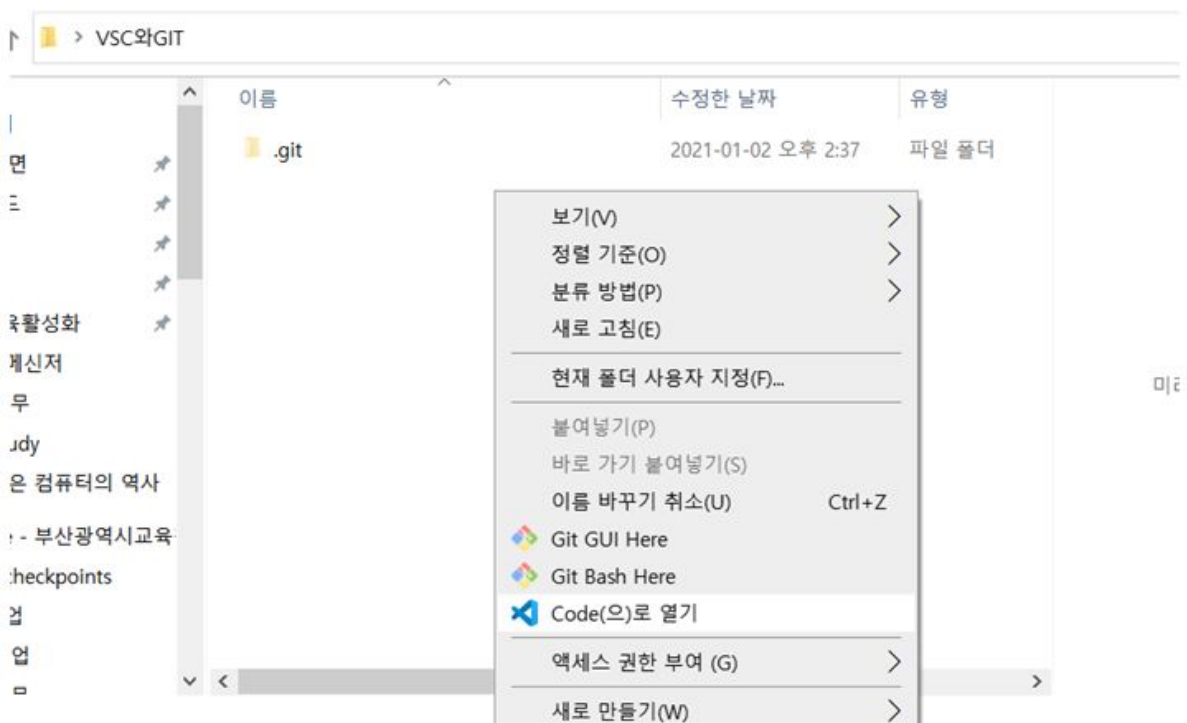 VSC와GIT
이름
수정한 날짜
유형
.git
2021-01-02 오후 2:37
파일 폴더
면
육활성화
메신저
무
udy
은 컴퓨터의 역사
- 부산광역시교육
checkpoints
업
업
보기(V)
정렬 기준(O)
분류 방법(P)
새로 고침(E)
현재 폴더 사용자 지정(F)...
붙여넣기(P)
바로 가기 붙여넣기(S)
이름 바꾸기 취소(U) Ctrl+Z
Git GUI Here
Git Bash Here
Code(으)로 열기
액세스 권한 부여 (G)
새로 만들기(W)